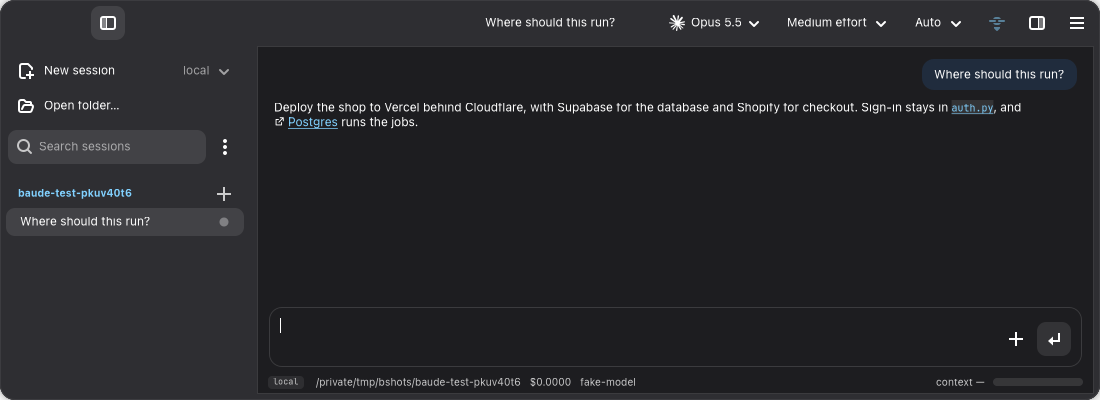 Where should this run?
Opus 5.5
Medium effort
Auto
New session
local
Open folder...
Search sessions
baude-test-pkuv40t6
Where should this run?
Where should this run?
Deploy the shop to Vercel behind Cloudflare, with Supabase for the database and Shopify for checkout. Sign-in stays in auth.py, and
Postgres runs the jobs.
local
/private/tmp/bshots/baude-test-pkuv40t6
$0.0000
fake-model
context —